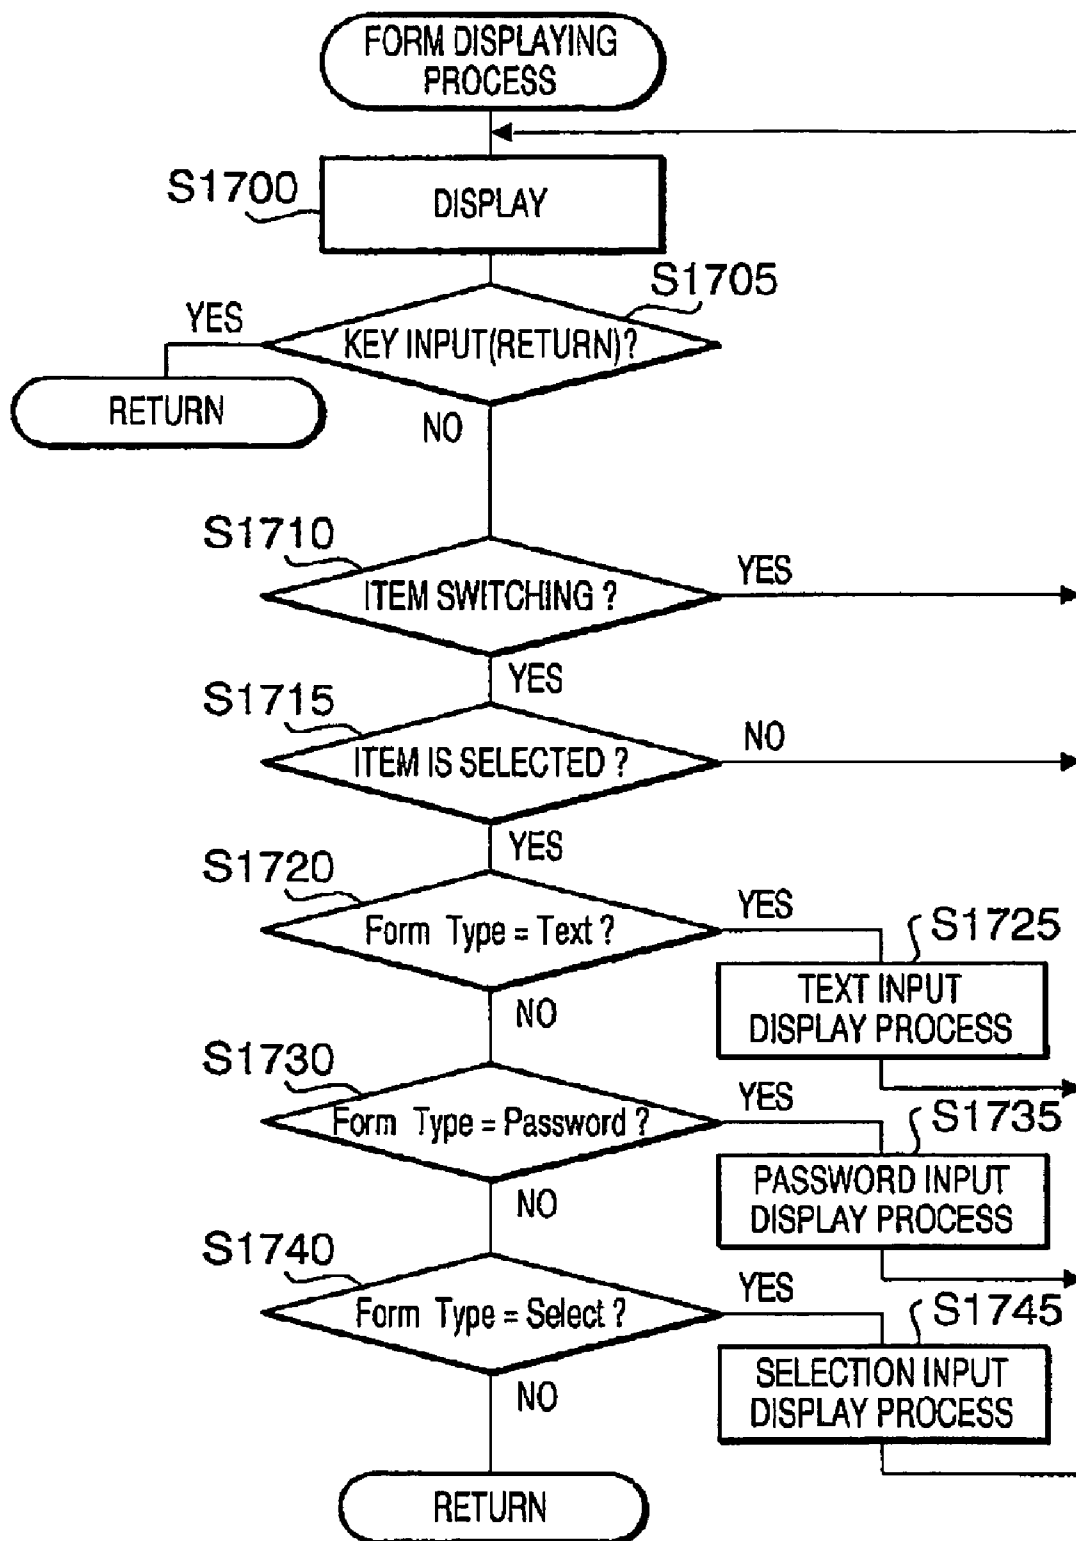 FORM DISPLAYING
PROCESS
S1700
DISPLAY
S1705
YES
KEY INPUT(RETURN)?
RETURN
NO
S1710
ITEM SWITCHING ?
YES
YES
S1715
ITEM IS SELECTED ?
NO
YES
S1720
Form Type = Text ?
YES
S1725
TEXT INPUT
DISPLAY PROCESS
NO
S1730
Form Type = Password ?
YES
S1735
PASSWORD INPUT
DISPLAY PROCESS
NO
S1740
Form Type = Select ?
YES
S1745
SELECTION INPUT
DISPLAY PROCESS
NO
RETURN